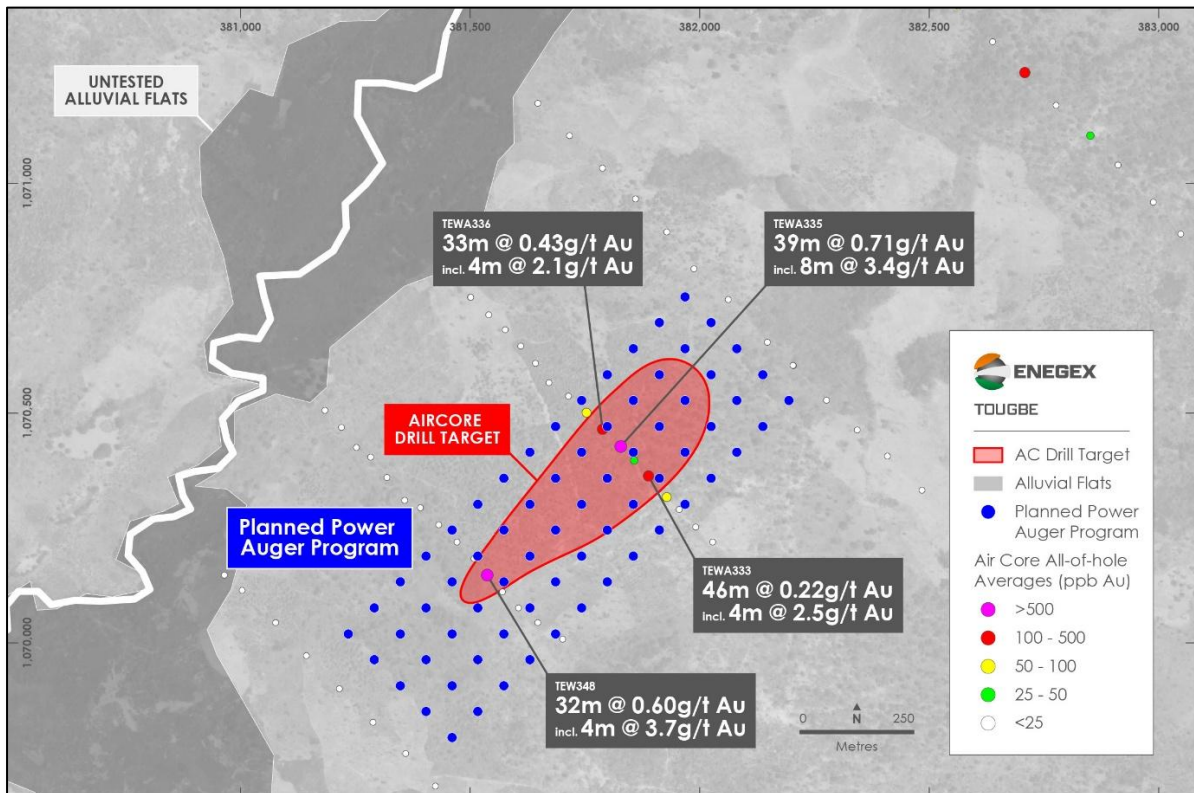 381,000
381,500
382,000
382,500
383,000
UNTESTED
ALLUVIAL FLATS
1,071,000
TEWA336
33m @ 0.43g/t Au
incl. 4m @ 2.1g/t Au
TEWA335
39m @ 0.71g/t Au
incl. 8m @ 3.4g/t Au
1,070,500
AIRCORE
DRILL TARGET
Planned Power
Auger Program
TEWA333
46m @ 0.22g/t Au
incl. 4m @ 2.5g/t Au
1,070,000
TEW348
32m @ 0.60g/t Au
incl. 4m @ 3.7g/t Au
0
N
250
Metres
ENEGEX
TOUGBE
AC Drill Target
Alluvial Flats
Planned Power
Auger Program
Air Core All-of-hole
Averages (ppb Au)
>500
100 - 500
50 - 100
25 - 50
<25